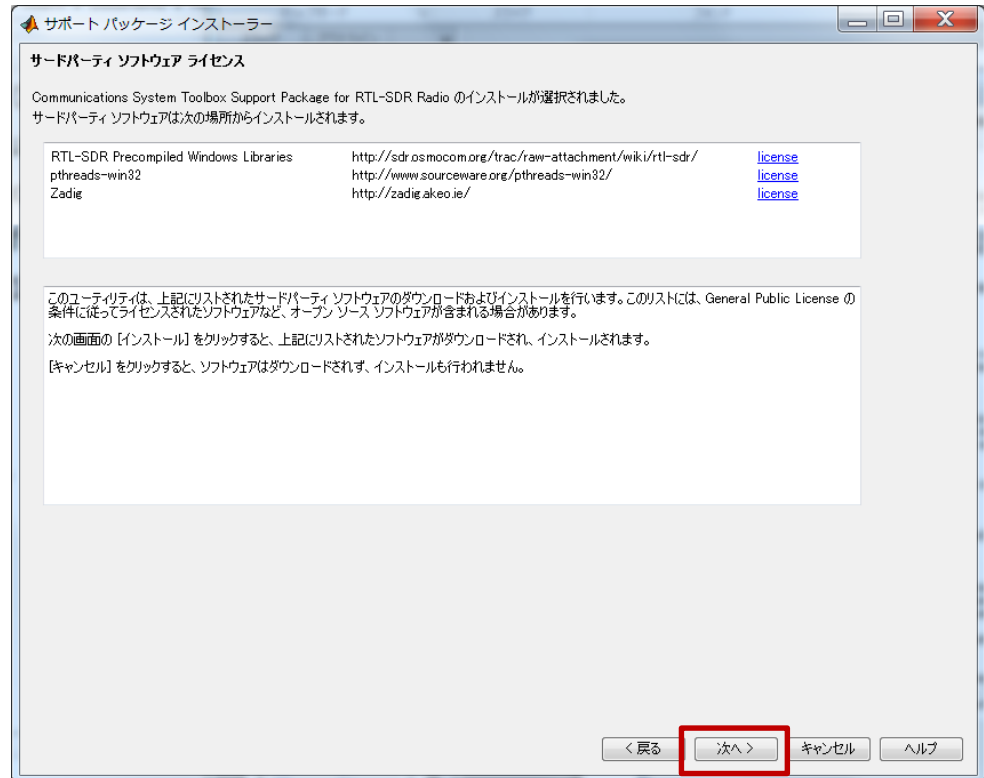 サポート パッケージ インストーラー
サードパーティ ソフトウェア ライセンス
Communications System Toolbox Support Package for RTL-SDR Radio のインストールが選択されました。
サードパーティ ソフトウェアは次の場所からインストールされます。
RTL-SDR Precompiled Windows Libraries http://sdr.osmocom.org/trac/raw-attachment/wiki/rtl-sdr/ license
pthreads-win32 http://www.sourceware.org/pthreads-win32/ license
Zadig http://zadig.akeo.ie/ license
このユーティリティは、上記にリストされたサードパーティ ソフトウェアのダウンロードおよびインストールを行います。このリストには、General Public License の
条件に従ってライセンスされたソフトウェアなど、オープン ソース ソフトウェアが含まれる場合があります。
次の画面の [インストール] をクリックすると、上記にリストされたソフトウェアがダウンロードされ、インストールされます。
[キャンセル] をクリックすると、ソフトウェアはダウンロードされず、インストールも行われません。
< 戻る 次へ > キャンセル ヘルプ